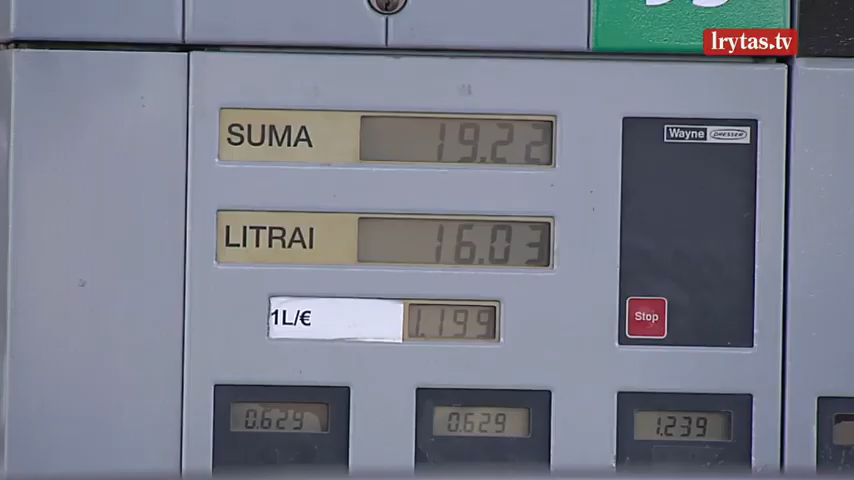 lrytas.tv
SUMA 19.22
Wayne DRESSER
LITRAI 16.03
Stop
1L/€ 1.199
0.629 0.629 1.239